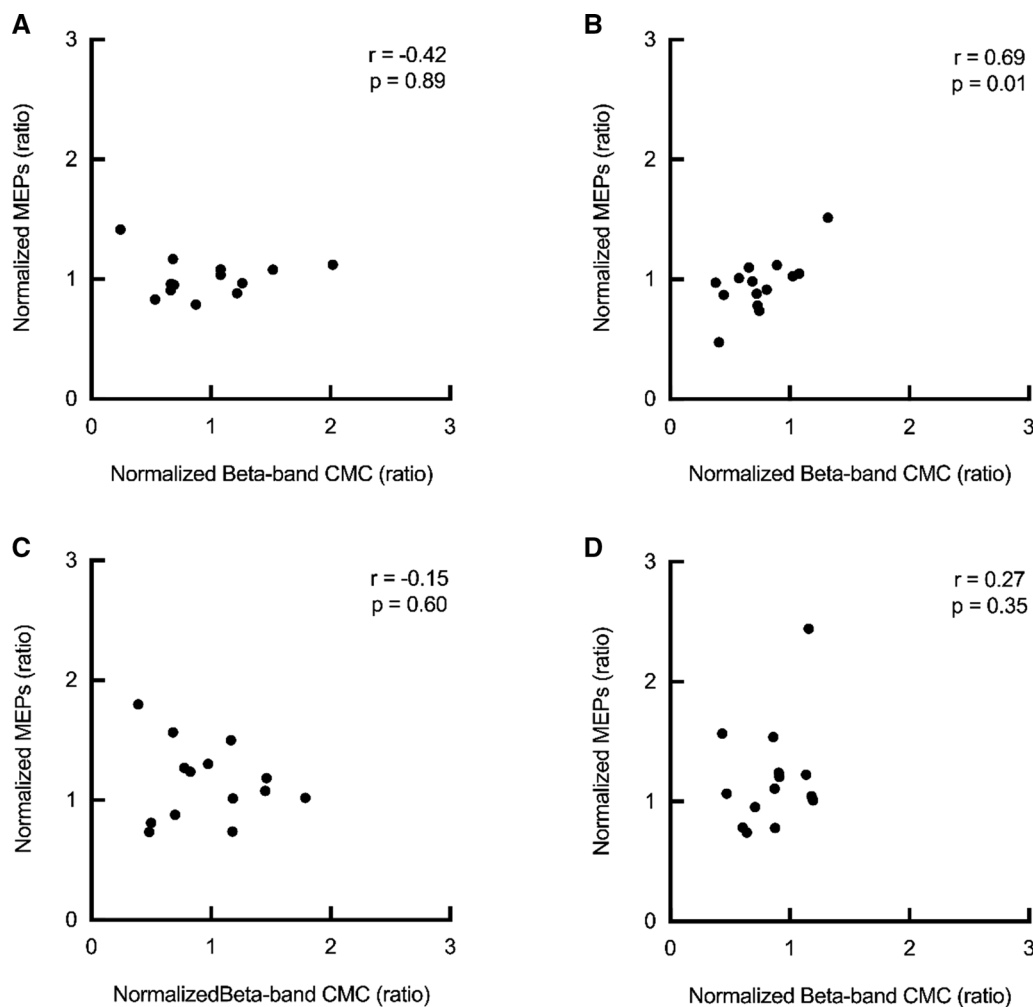 A
3
2
1
0
0
1
2
3
r = -0.42
p = 0.89
Normalized MEPs (ratio)
Normalized Beta-band CMC (ratio)
B
3
2
1
0
0
1
2
3
r = 0.69
p = 0.01
Normalized MEPs (ratio)
Normalized Beta-band CMC (ratio)
C
3
2
1
0
0
1
2
3
r = -0.15
p = 0.60
Normalized MEPs (ratio)
NormalizedBeta-band CMC (ratio)
D
3
2
1
0
0
1
2
3
r = 0.27
p = 0.35
Normalized MEPs (ratio)
Normalized Beta-band CMC (ratio)